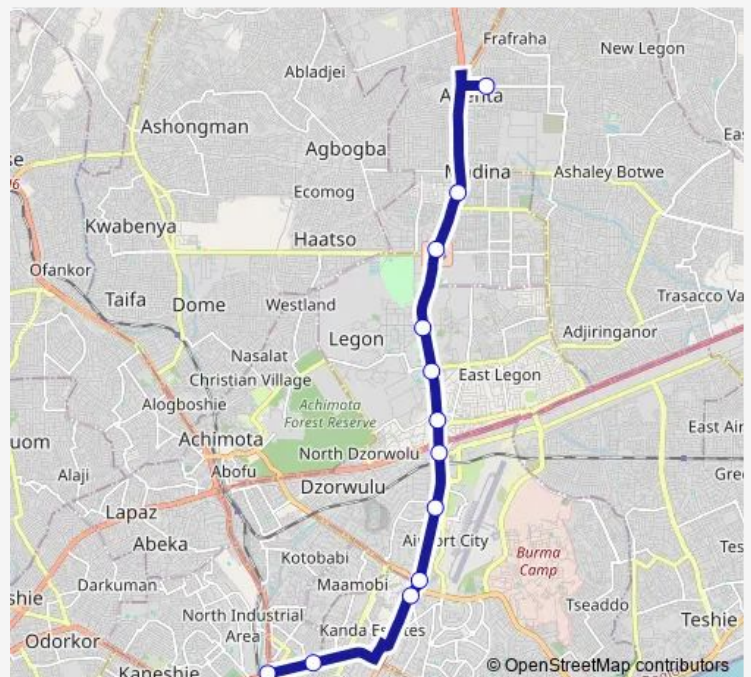 Frafraha
New Legon
Abladjei
Ashongman
Agbogba
Ecomog
Madina
Ashaley Botwe
Kwabenya
Haatso
Ofankor
Taifa
Dome
Westland
Trasacco Va
Legon
Adjiringanor
Nasalat
Christian Village
East Legon
Alogboshie
Achimota
Forest Reserve
Achimota
East Air
North Dzorwolu
Abofu
Alaji
Dzorwulu
Lapaz
Airport City
Abeka
Burma
Camp
Kotobabi
Darkuman
Maamobi
Tseaddo
North Industrial
Area
Kanda Estates
Teshie
Odorkor
Kaneshie
© OpenStreetMap contributors